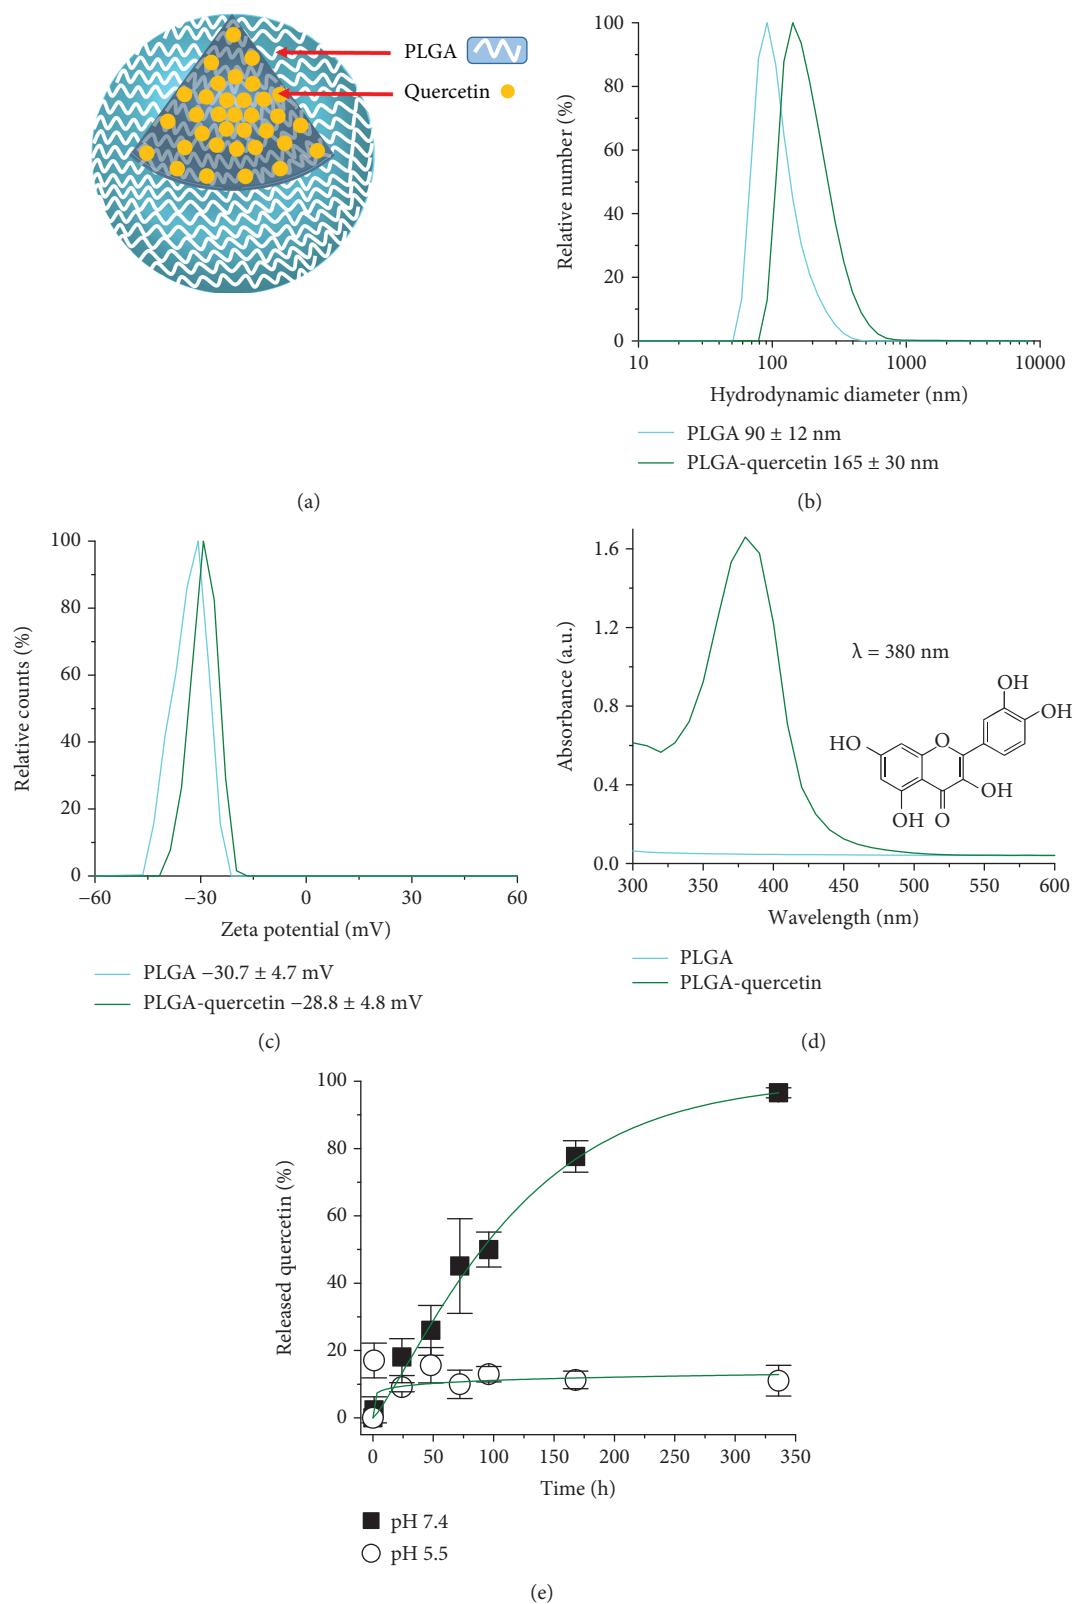 PLGA
Quercetin
(a)
100
80
60
40
20
0
Relative number (%)
10
100
1000
10000
Hydrodynamic diameter (nm)
PLGA 90 ± 12 nm
PLGA-quercetin 165 ± 30 nm
(b)
100
80
60
40
20
0
Relative counts (%)
−60
−30
0
30
60
Zeta potential (mV)
PLGA −30.7 ± 4.7 mV
PLGA-quercetin −28.8 ± 4.8 mV
(c)
1.6
1.2
0.8
0.4
0.0
Absorbance (a.u.)
λ = 380 nm
OH
OH
HO
O
OH
OH
O
300
350
400
450
500
550
600
Wavelength (nm)
PLGA
PLGA-quercetin
(d)
100
80
60
40
20
0
Released quercetin (%)
0
50
100
150
200
250
300
350
Time (h)
pH 7.4
pH 5.5
(e)